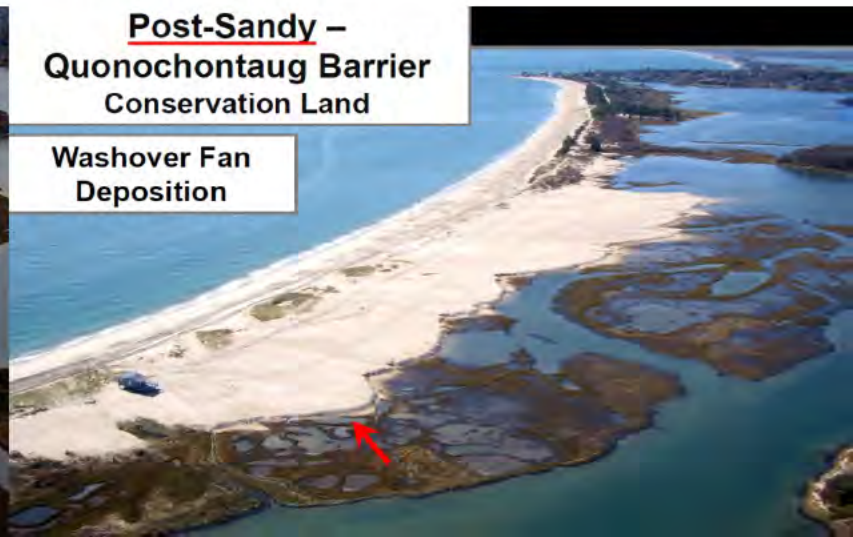 Post-Sandy –
Quonochontaug Barrier
Conservation Land
Washover Fan
Deposition